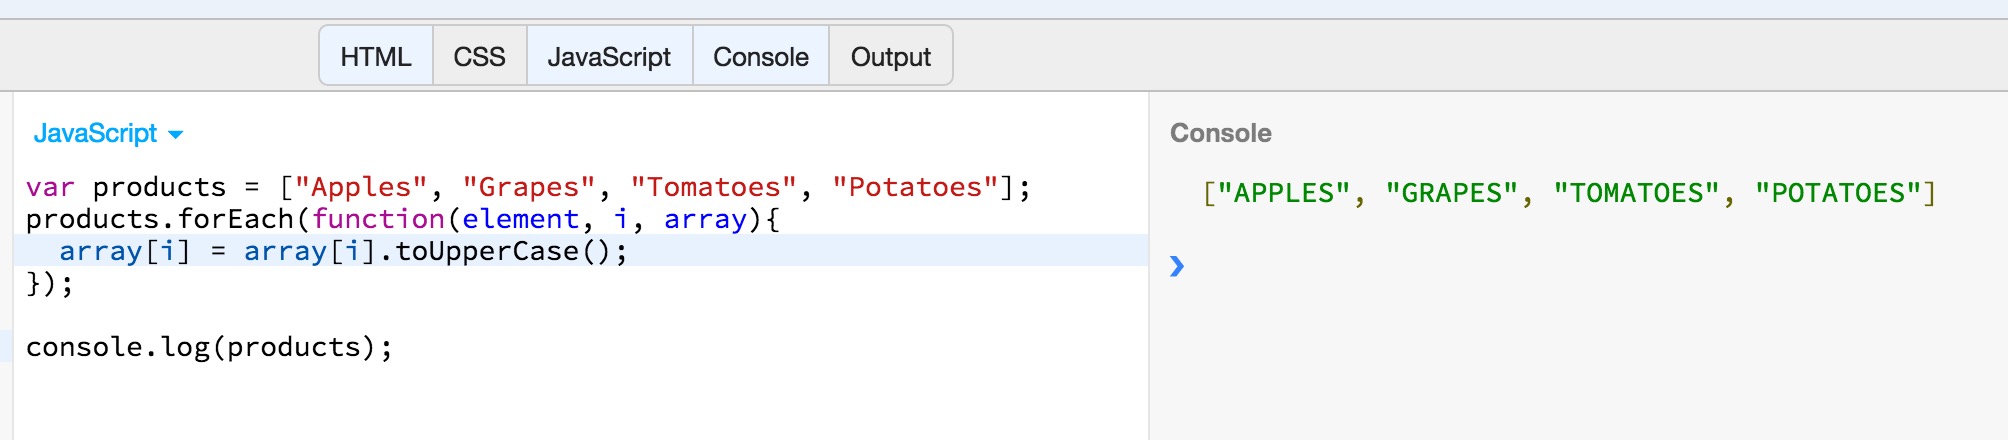 HTML CSS JavaScript Console Output
JavaScript
var products = ["Apples", "Grapes", "Tomatoes", "Potatoes"];
products.forEach(function(element, i, array){
  array[i] = array[i].toUpperCase();
});
console.log(products);
Console
["APPLES", "GRAPES", "TOMATOES", "POTATOES"]